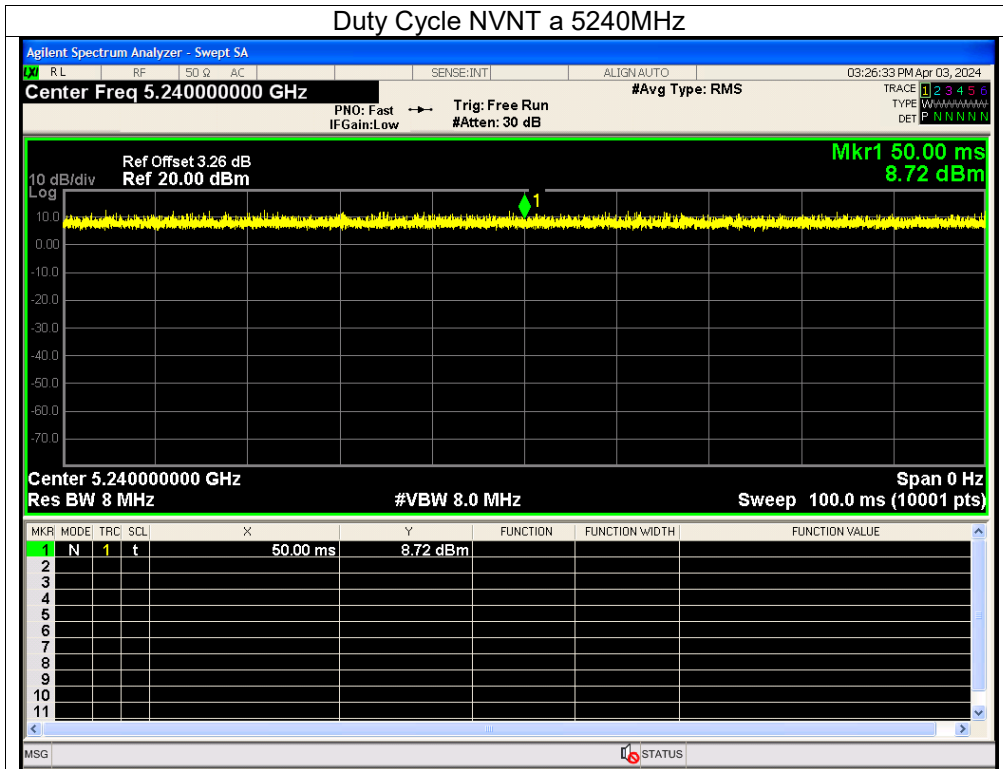 Duty Cycle NVNT a 5240MHz
Agilent Spectrum Analyzer - Swept SA
LXI RL RF 50 Ω AC SENSE:INT ALIGN AUTO 03:26:33 PM Apr 03, 2024
Center Freq 5.240000000 GHz #Avg Type: RMS TRACE 1 2 3 4 5 6
PNO: Fast Trig: Free Run TYPE
IFGain:Low #Atten: 30 dB DET P N N N N N
Mkr1 50.00 ms
8.72 dBm
Ref Offset 3.26 dB
10 dB/div Ref 20.00 dBm
Log
1
10.0
0.00
-10.0
-20.0
-30.0
-40.0
-50.0
-60.0
-70.0
Center 5.240000000 GHz Span 0 Hz
Res BW 8 MHz #VBW 8.0 MHz Sweep 100.0 ms (10001 pts)
MKR MODE TRC SCL X Y FUNCTION FUNCTION WIDTH FUNCTION VALUE
1 N 1 t 50.00 ms 8.72 dBm
2
3
4
5
6
7
8
9
10
11
MSG STATUS